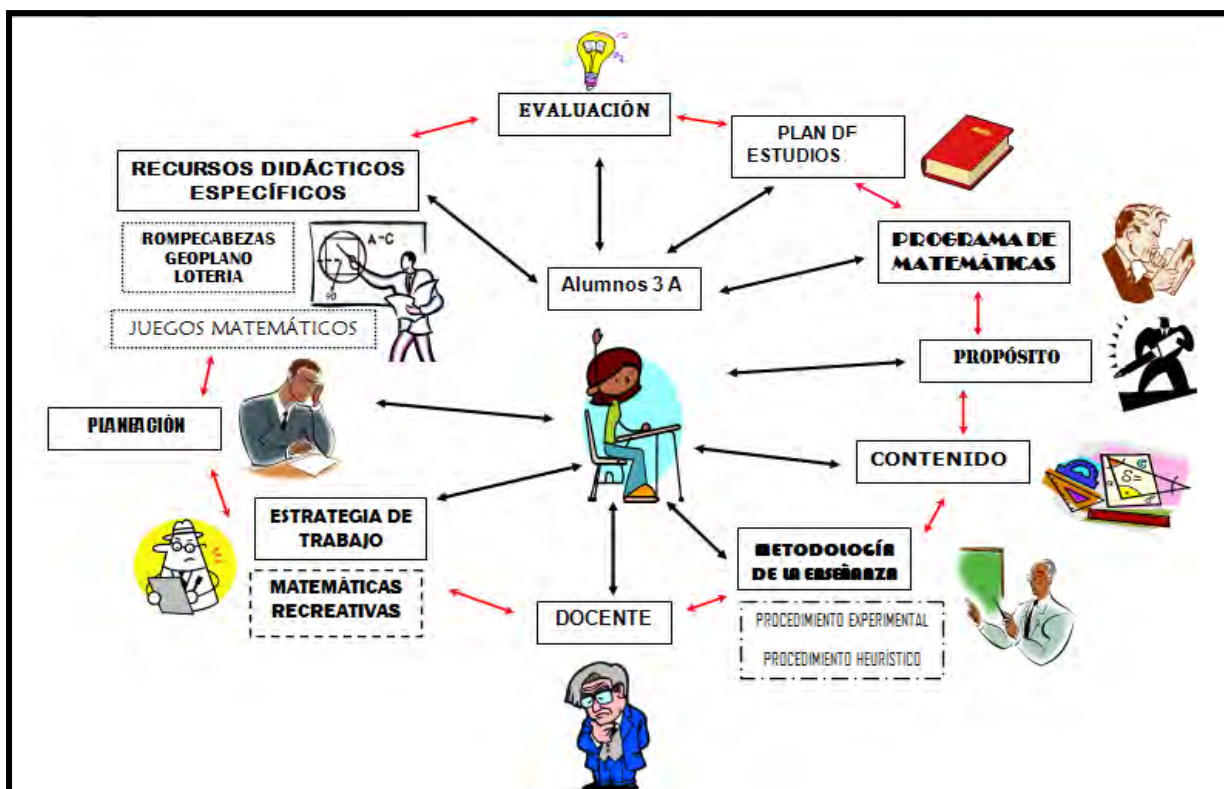 EVALUACIÓN
PLAN DE
ESTUDIOS
RECURSOS DIDÁCTICOS
ESPECÍFICOS
ROMPECABEZAS
GEOPLANO
LOTERIA
A-C
90
JUEGOS MATEMÁTICOS
PROGRAMA DE
MATEMÁTICAS
Alumnos 3 A
PROPÓSITO
PLANEACIÓN
CONTENIDO
ESTRATEGIA DE
TRABAJO
MATEMÁTICAS
RECREATIVAS
METODOLOGÍA
DE LA ENSEÑANZA
PROCEDIMIENTO EXPERIMENTAL
PROCEDIMIENTO HEURÍSTICO
DOCENTE